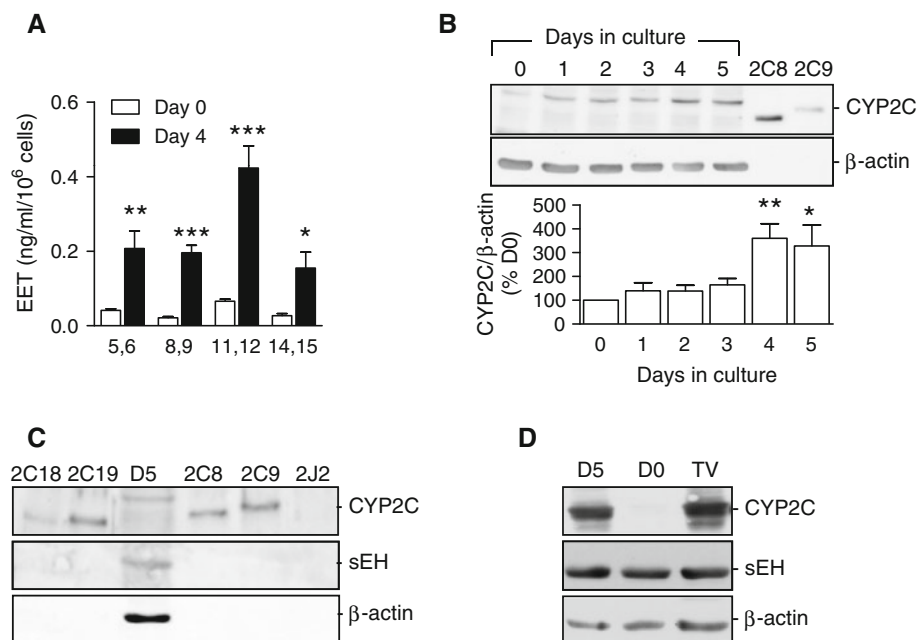 A
EET (ng/ml/10⁶ cells)
0.6
0.4
0.2
0.0
Day 0
Day 4
**
***
***
*
5,6 8,9 11,12 14,15
B
Days in culture
0 1 2 3 4 5 2C8 2C9
CYP2C
β-actin
CYP2C/β-actin
(% D0)
500
400
300
200
100
0
** *
0 1 2 3 4 5
Days in culture
C
2C18 2C19 D5 2C8 2C9 2J2
CYP2C
sEH
β-actin
D
D5 D0 TV
CYP2C
sEH
β-actin